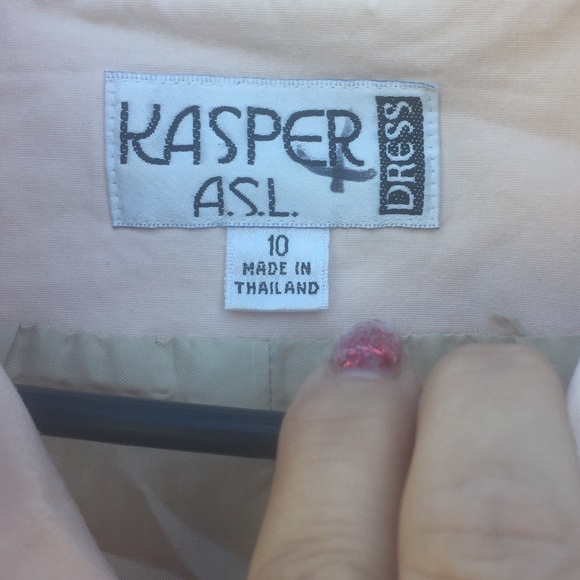 KASPER
A.S.L.
DRESS
10
MADE IN
THAILAND